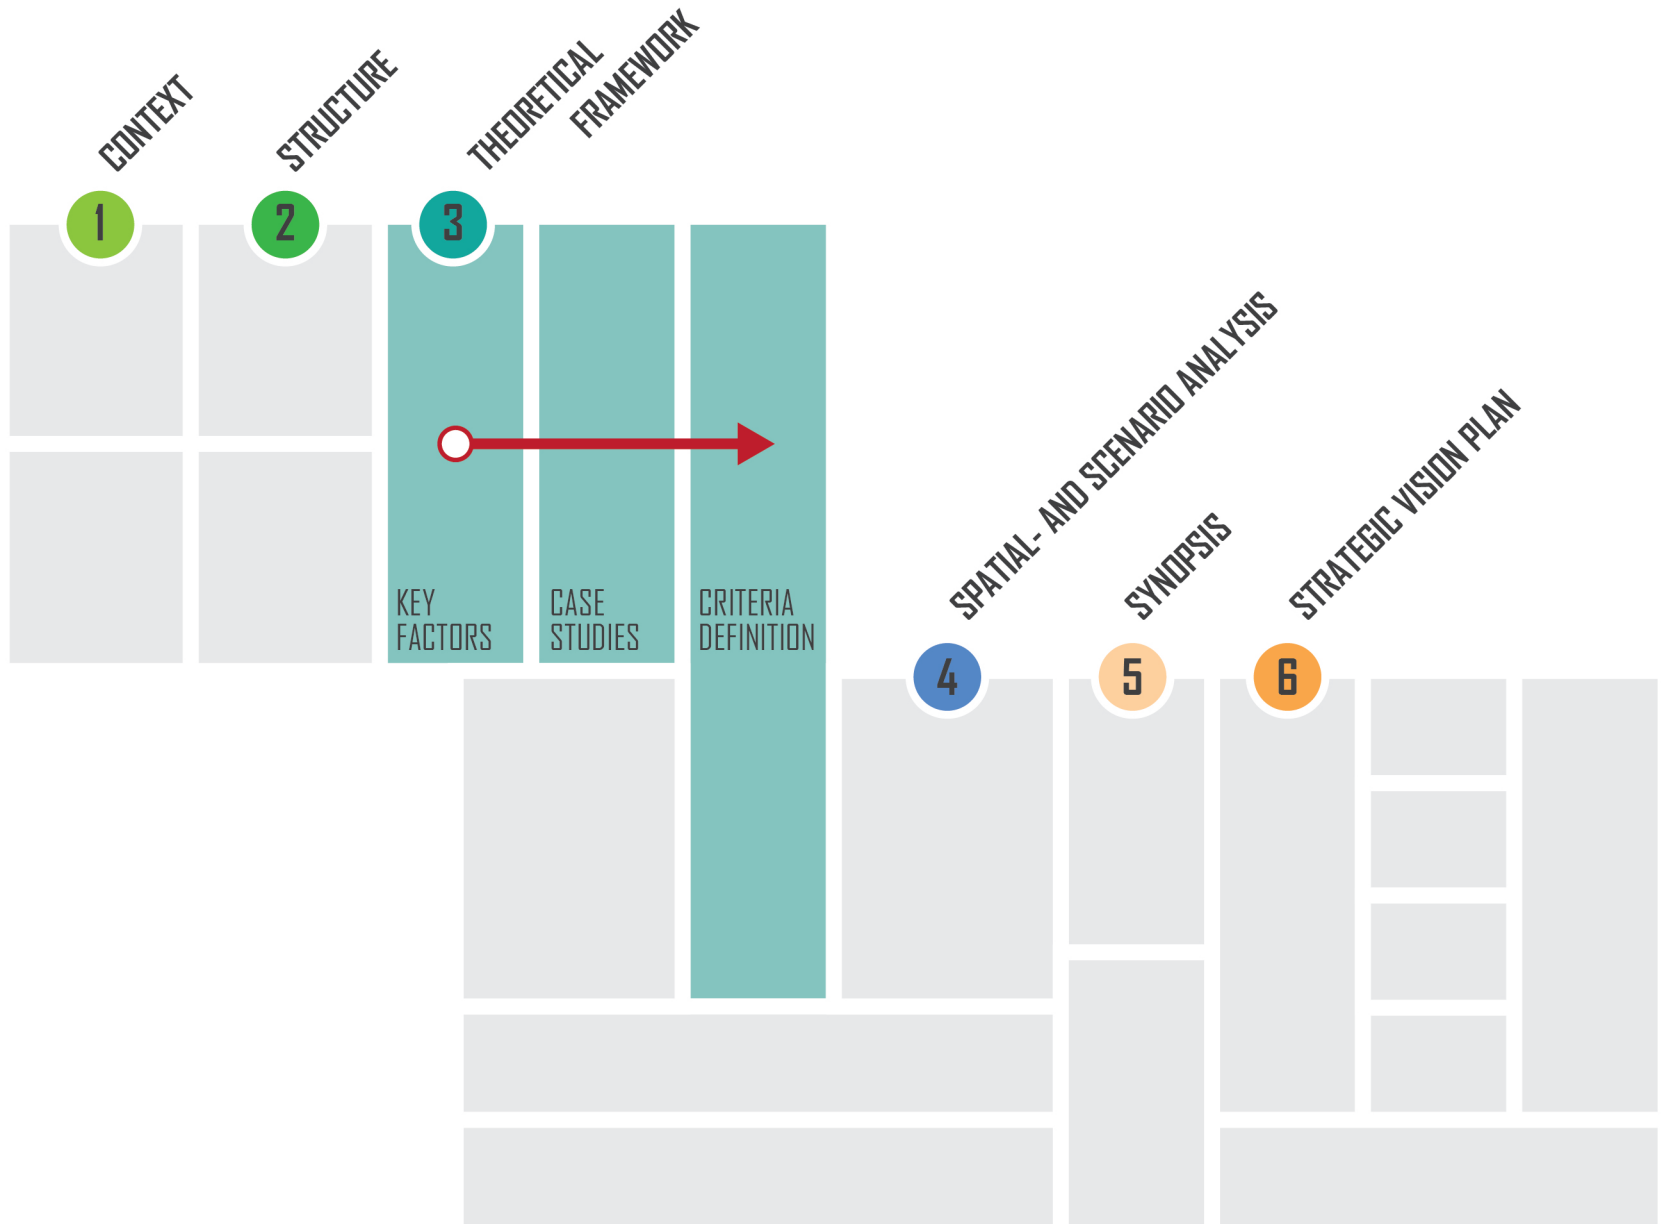 CONTEXT
STRUCTURE
THEORETICAL
FRAMEWORK
1
2
3
KEY
FACTORS
CASE
STUDIES
CRITERIA
DEFINITION
SPATIAL- AND SCENARIO ANALYSIS
SYNOPSIS
STRATEGIC VISION PLAN
4
5
6